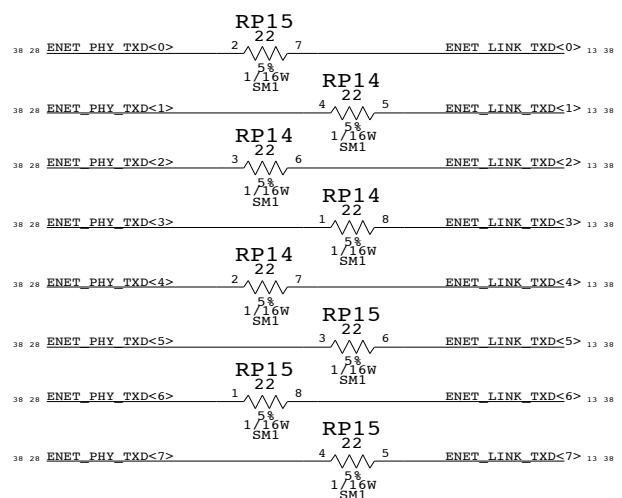 RP15
22
38 28 ENET_PHY_TXD<0> 2 7 ENET_LINK_TXD<0> 13 38
5%
1/16W
SM1
RP14
22
38 28 ENET_PHY_TXD<1> 4 5 ENET_LINK_TXD<1> 13 38
5%
1/16W
SM1
RP14
22
38 28 ENET_PHY_TXD<2> 3 6 ENET_LINK_TXD<2> 13 38
5%
1/16W
SM1
RP14
22
38 28 ENET_PHY_TXD<3> 1 8 ENET_LINK_TXD<3> 13 38
5%
1/16W
SM1
RP14
22
38 28 ENET_PHY_TXD<4> 2 7 ENET_LINK_TXD<4> 13 38
5%
1/16W
SM1
RP15
22
38 28 ENET_PHY_TXD<5> 3 6 ENET_LINK_TXD<5> 13 38
5%
1/16W
SM1
RP15
22
38 28 ENET_PHY_TXD<6> 1 8 ENET_LINK_TXD<6> 13 38
5%
1/16W
SM1
RP15
22
38 28 ENET_PHY_TXD<7> 4 5 ENET_LINK_TXD<7> 13 38
5%
1/16W
SM1